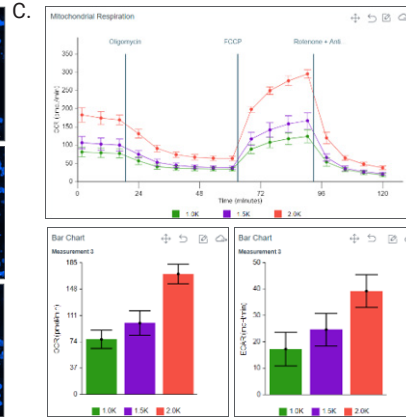 C.
Mitochondrial Respiration
Oligomycin
FCCP
Rotenone + Anti...
350
300
250
200
150
100
50
0
0
24
48
72
96
120
Time (minutes)
1.0K
1.5K
2.0K
Bar Chart
Measurement 3
185
148
111
74
37
0
1.0K
1.5K
2.0K
Bar Chart
Measurement 3
50
40
30
20
10
0
1.0K
1.5K
2.0K